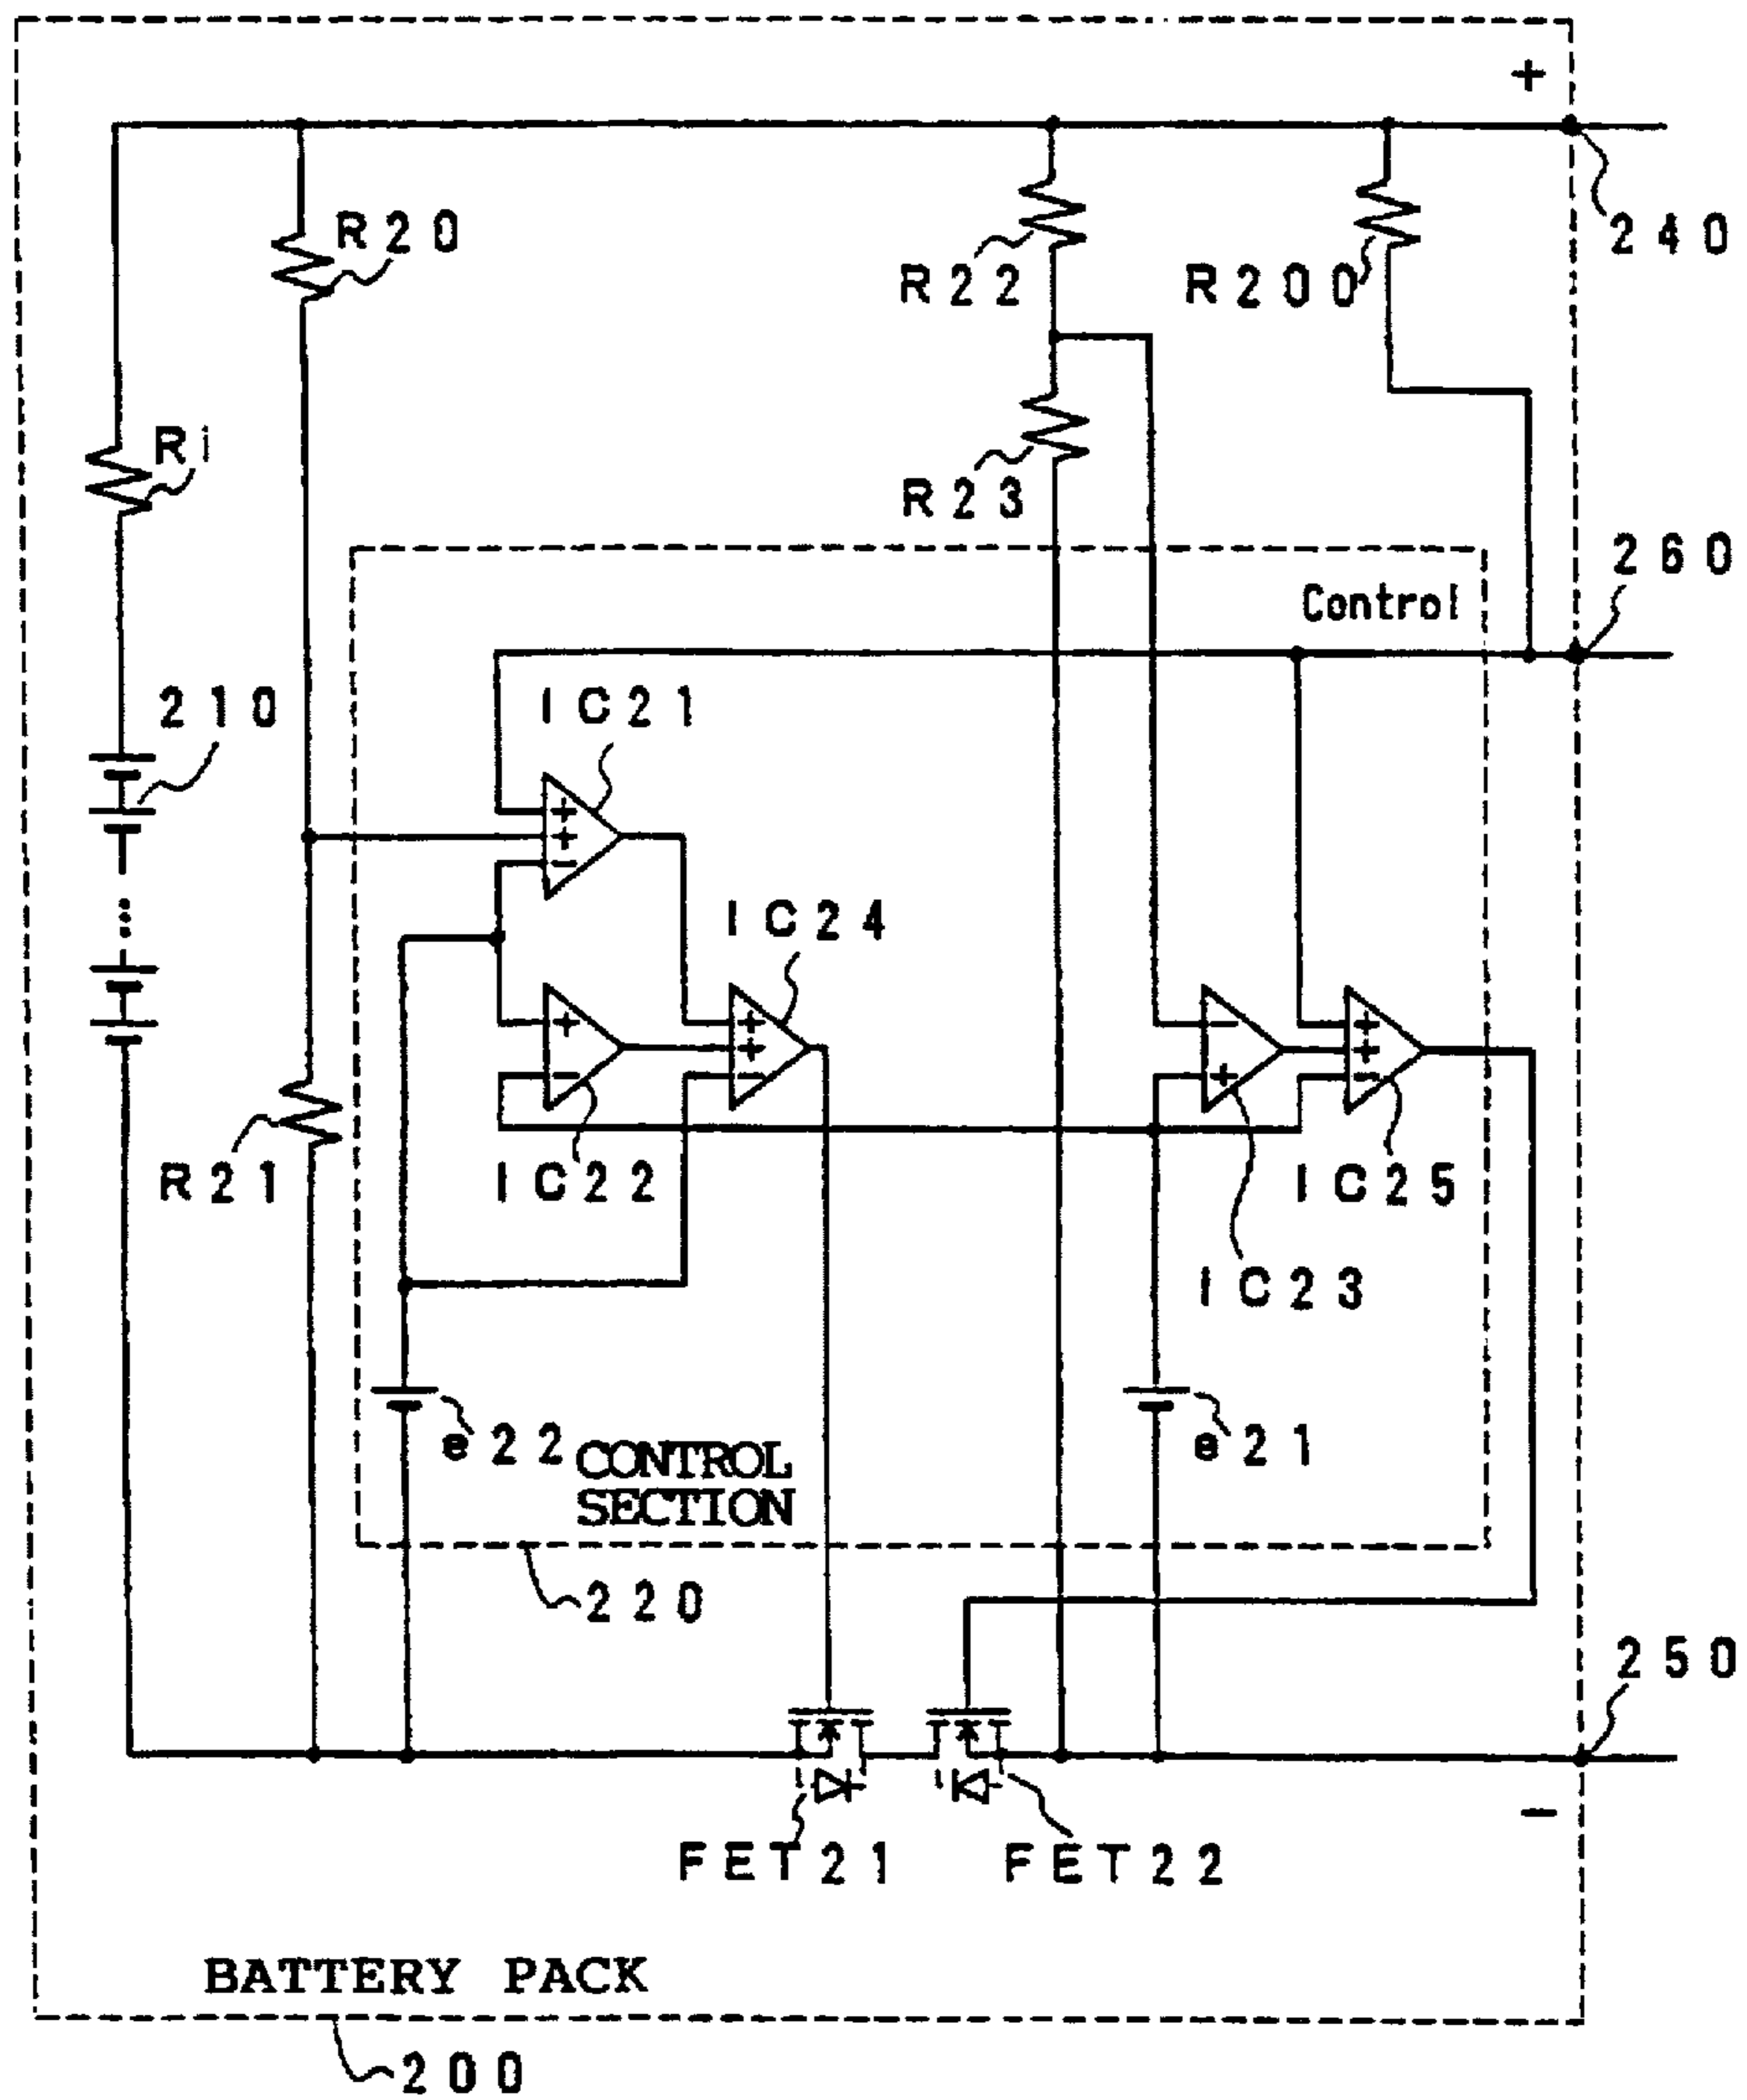 +
R20
R22
R200
240
Ri
R23
260
Control
210
IC21
+
+
−
IC24
+
−
+
+
−
−
+
+
+
−
R21
IC22
IC25
IC23
e22
e21
CONTROL
SECTION
220
250
−
FET21
FET22
BATTERY PACK
200